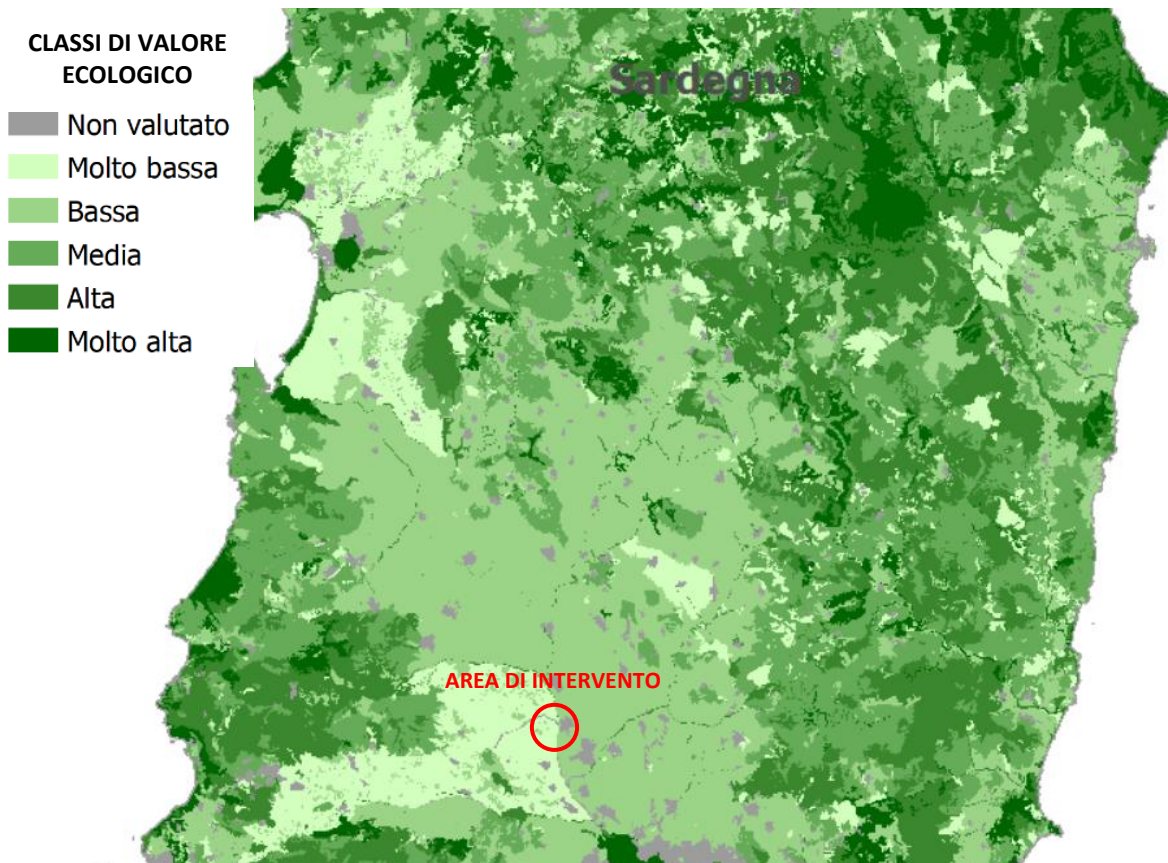 CLASSI DI VALORE
ECOLOGICO
Non valutato
Molto bassa
Bassa
Media
Alta
Molto alta
Sardegna
AREA DI INTERVENTO